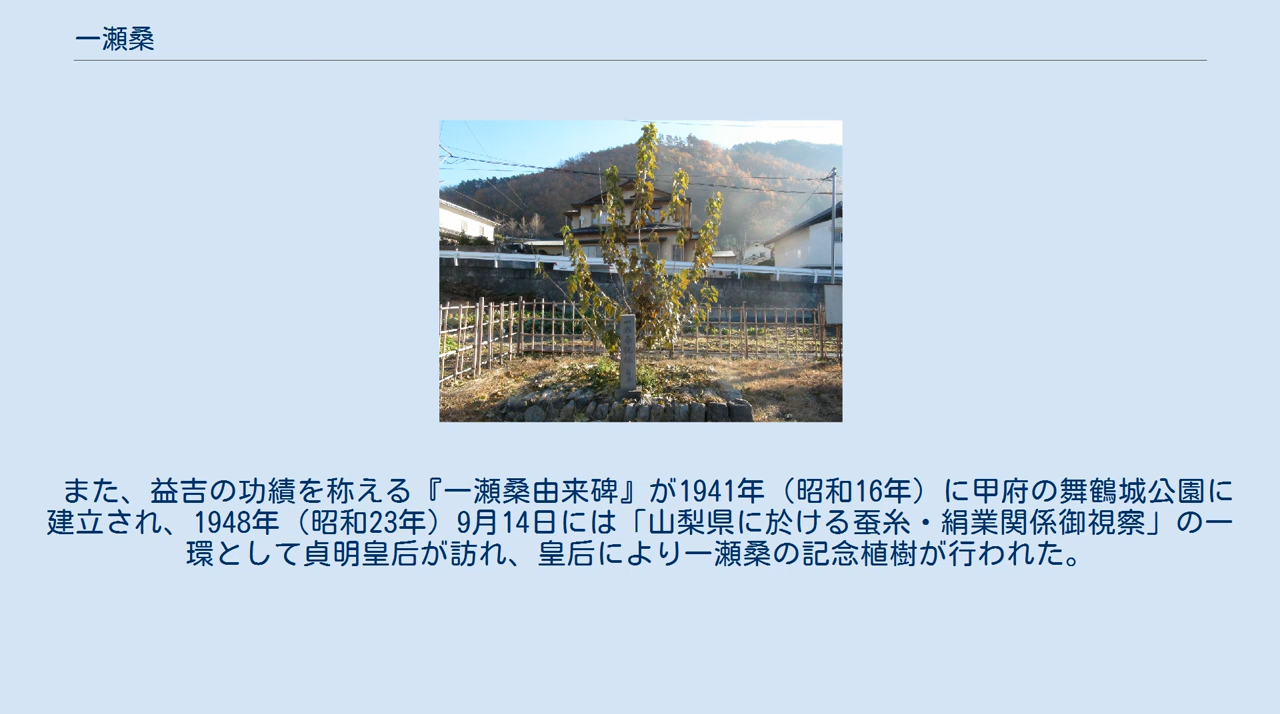 一瀬桑
また、益吉の功績を称える『一瀬桑由来碑』が1941年（昭和16年）に甲府の舞鶴城公園に
建立され、1948年（昭和23年）9月14日には「山梨県に於ける蚕糸・絹業関係御視察」の一
環として貞明皇后が訪れ、皇后により一瀬桑の記念植樹が行われた。